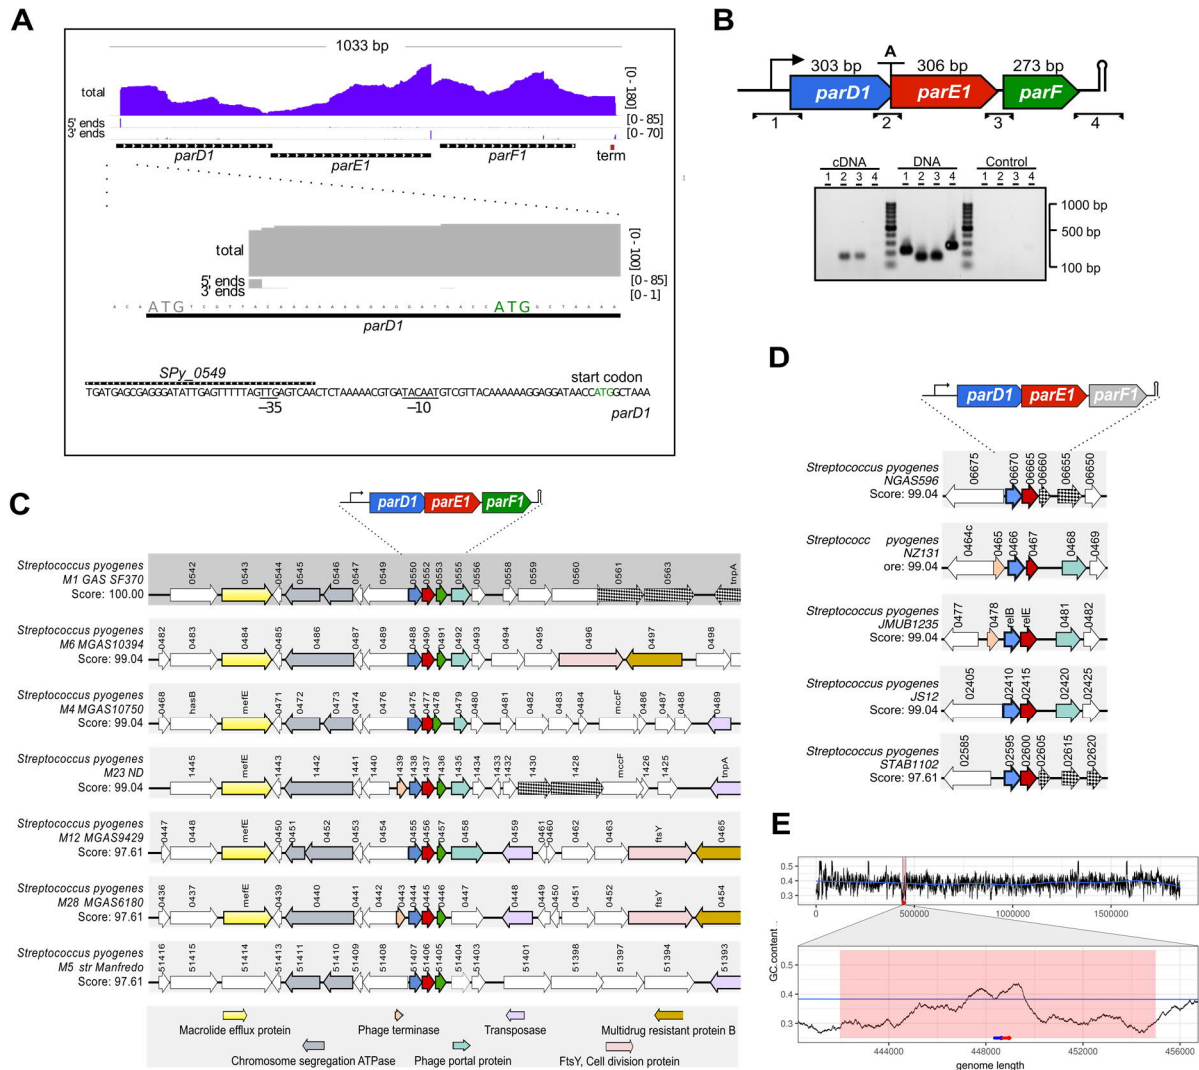 A
1033 bp
total
[0 - 180]
5' ends
3' ends
[0 - 85]
[0 - 70]
parD1
parE1
parF1
term
1
total
[0 - 100]
5' ends
3' ends
[0 - 85]
[0 - 1]
A C A ATG T C G T T A C A A A A A A G G A G G A T A A C C ATG G C T A A A
parD1
SPy_0549
start codon
TGATGAGCGAGGGATATTGAGTTTTTAGTTGAGTCAACTCTAAAAACGTGATACAATGTCGTTACAAAAAAGGAGGATAACCATGGCTAAA
–35
–10
parD1
B
A
303 bp
306 bp
273 bp
parD1
parE1
parF
1
2
3
4
cDNA
DNA
Control
1 2 3 4
1 2 3 4
1 2 3 4
1000 bp
500 bp
100 bp
C
parD1
parE1
parF1
Streptococcus pyogenes
M1 GAS SF370
Score: 100.00
0542 0543 0544 0545 0546 0547 0549 0550 0552 0553 0555 0556 0558 0559 0560 0561 0563 tnpA
Streptococcus pyogenes
M6 MGAS10394
Score: 99.04
0482 0483 0484 0485 0486 0487 0489 0488 0490 0491 0492 0493 0494 0495 0496 0497 0498
Streptococcus pyogenes
M4 MGAS10750
Score: 99.04
0468 hasB mefE 0471 0472 0473 0474 0475 0477 0478 0479 0480 0481 0482 0483 0484 mccF 0486 0487 0488 0489
Streptococcus pyogenes
M23 ND
Score: 99.04
1445 mefE 1443 1442 1441 1440 1439 1438 1437 1436 1435 1434 1433 1432 1430 1428 mccF 1426 1425 tnpA
Streptococcus pyogenes
M12 MGAS9429
Score: 97.61
0447 0448 mefE 0450 0451 0452 0453 0454 0455 0456 0457 0458 0459 0461 0460 0462 0463 ftsY 0465
Streptococcus pyogenes
M28 MGAS6180
Score: 97.61
0436 0437 mefE 0439 0440 0441 0442 0443 0444 0445 0446 0447 0448 0449 0450 0451 0452 ftsY 0454
Streptococcus pyogenes
M5 str Manfredo
Score: 97.61
51416 51415 51414 51413 51411 51410 51409 51408 51407 51406 51405 51404 51403 51401 51398 51397 51394 51393
Macrolide efflux protein
Phage terminase
Transposase
Multidrug resistant protein B
Chromosome segregation ATPase
Phage portal protein
FtsY, Cell division protein
D
parD1
parE1
parF1
Streptococcus pyogenes
NGAS596
Score: 99.04
06675 06670 06665 06660 06655 06650
Streptococc pyogenes
NZ131
ore: 99.04
0464c 0465 0466 0467 0468 0469
Streptococcus pyogenes
JMUB1235
Score: 99.04
0477 0478 relB relE 0481 0482
Streptococcus pyogenes
JS12
Score: 99.04
02405 02410 02415 02420 02425
Streptococcus pyogenes
STAB1102
Score: 97.61
02585 02595 02600 02605 02615 02620
E
0.5
0.4
0.3
0
500000
1000000
1500000
GC.content .
0.5
0.4
0.3
444000
448000
452000
456000
genome length